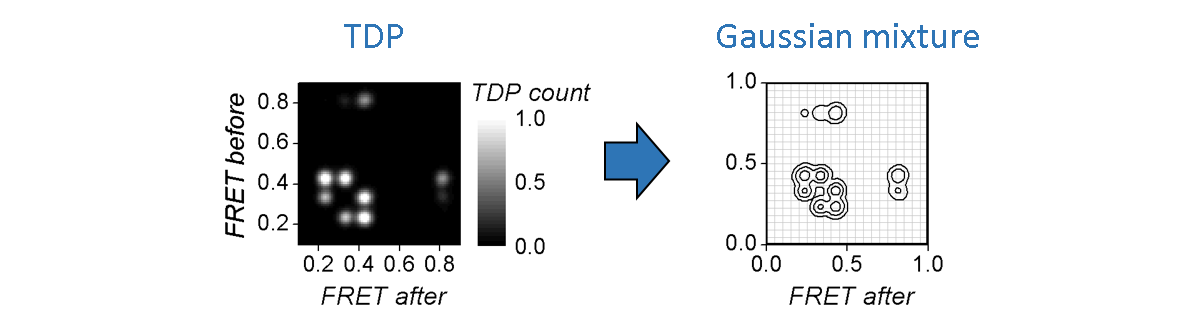 TDP
Gaussian mixture
FRET before
0.8
0.6
0.4
0.2
0.2 0.4 0.6 0.8
FRET after
TDP count
1.0
0.5
0.0
1.0
0.5
0.0
0.0 0.5 1.0
FRET after